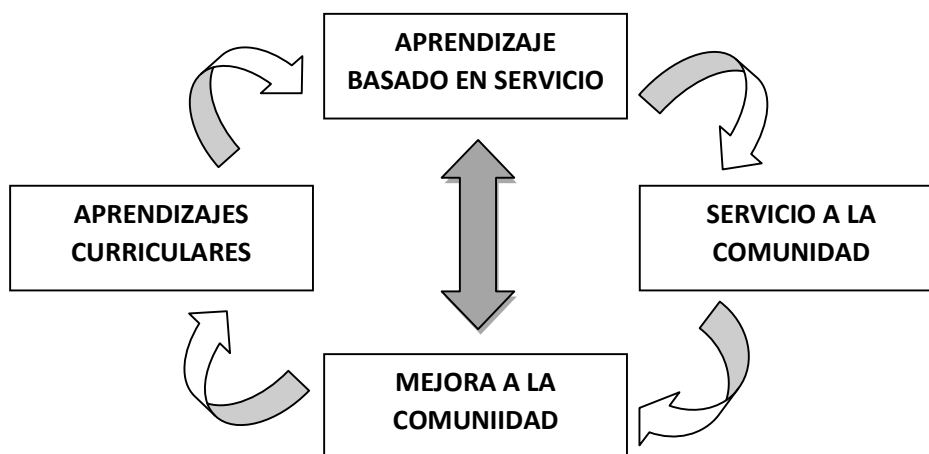 APRENDIZAJE
BASADO EN SERVICIO
APRENDIZAJES
CURRICULARES
SERVICIO A LA
COMUNIDAD
MEJORA A LA
COMUNIIDAD